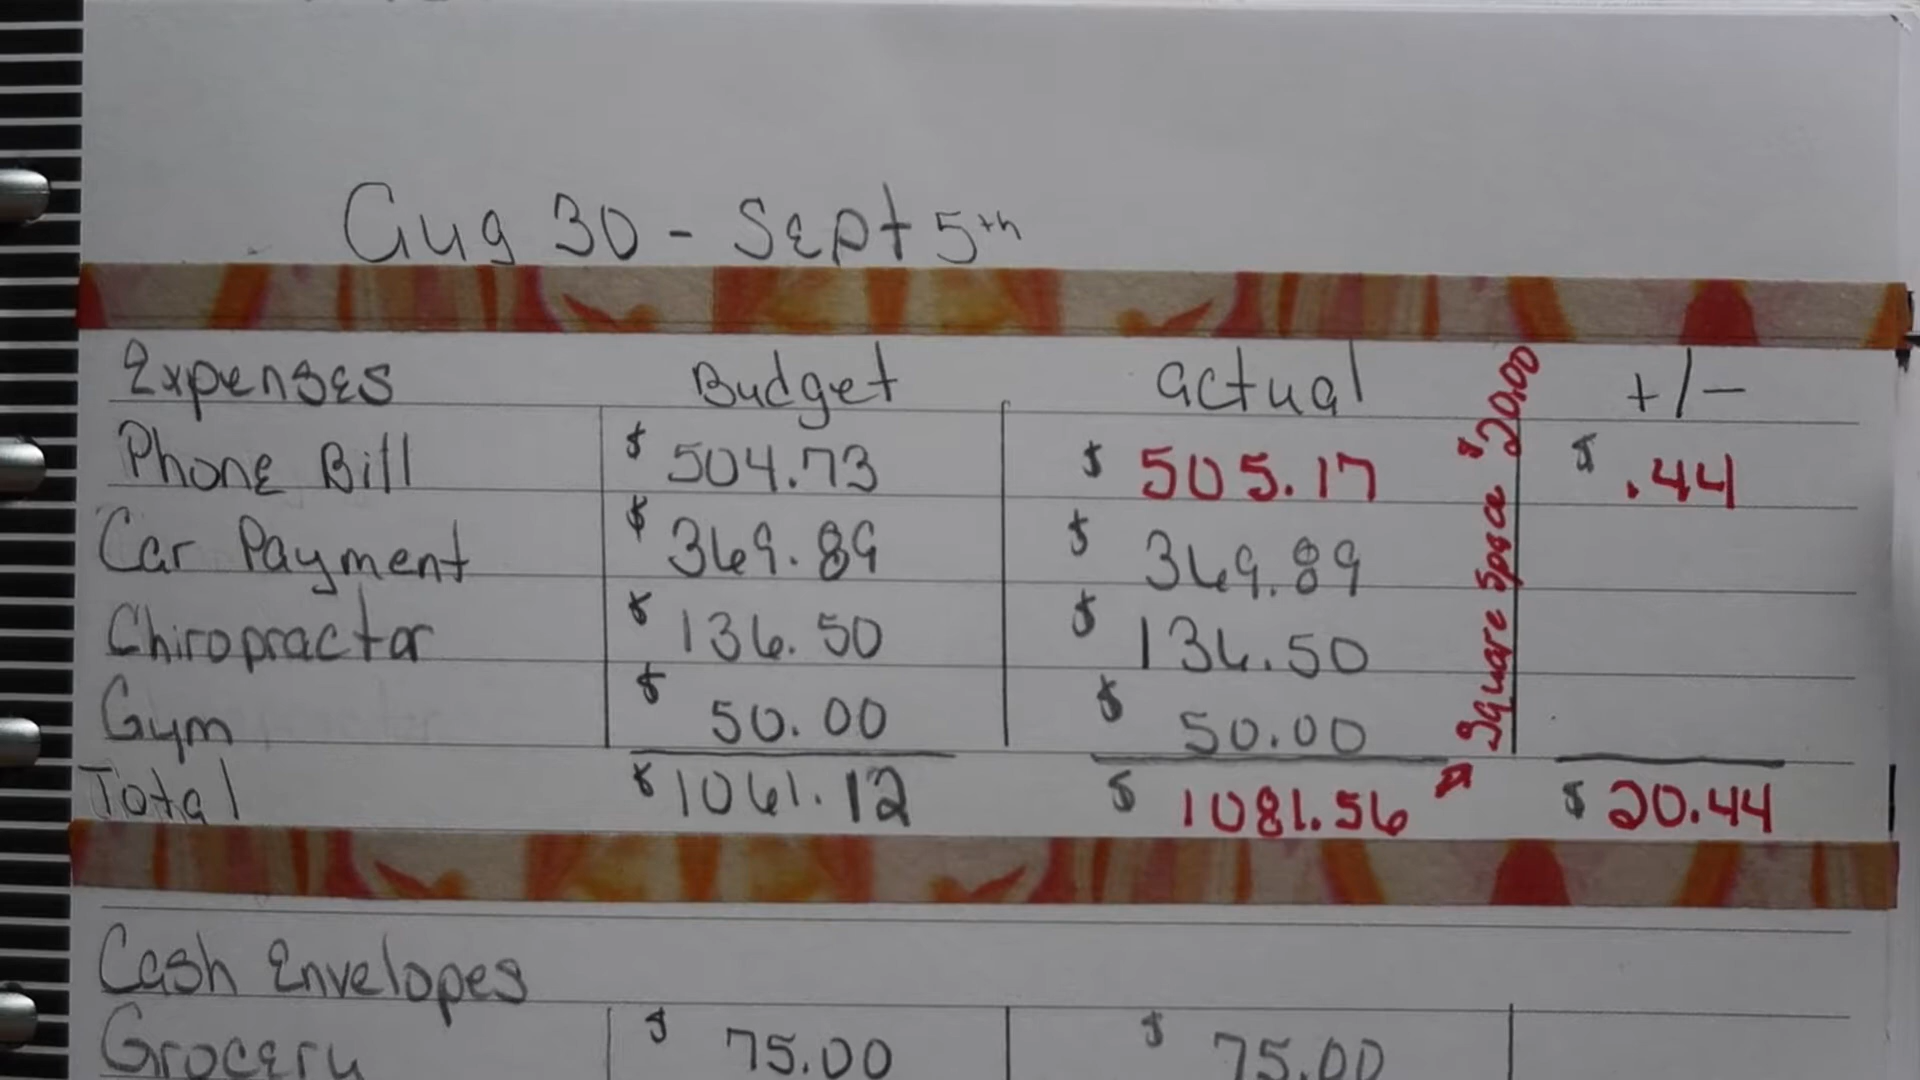 Aug 30 - Sept 5th
Expenses Budget actual +/-
Phone Bill $ 504.73 $ 505.17 $ .44
Car Payment $ 369.89 $ 369.89
Chiropractor $ 136.50 $ 136.50
Gym $ 50.00 $ 50.00
Square Space $20.00
Total $1061.12 $ 1081.56 $ 20.44
Cash Envelopes
Grocery $ 75.00 $ 75.00